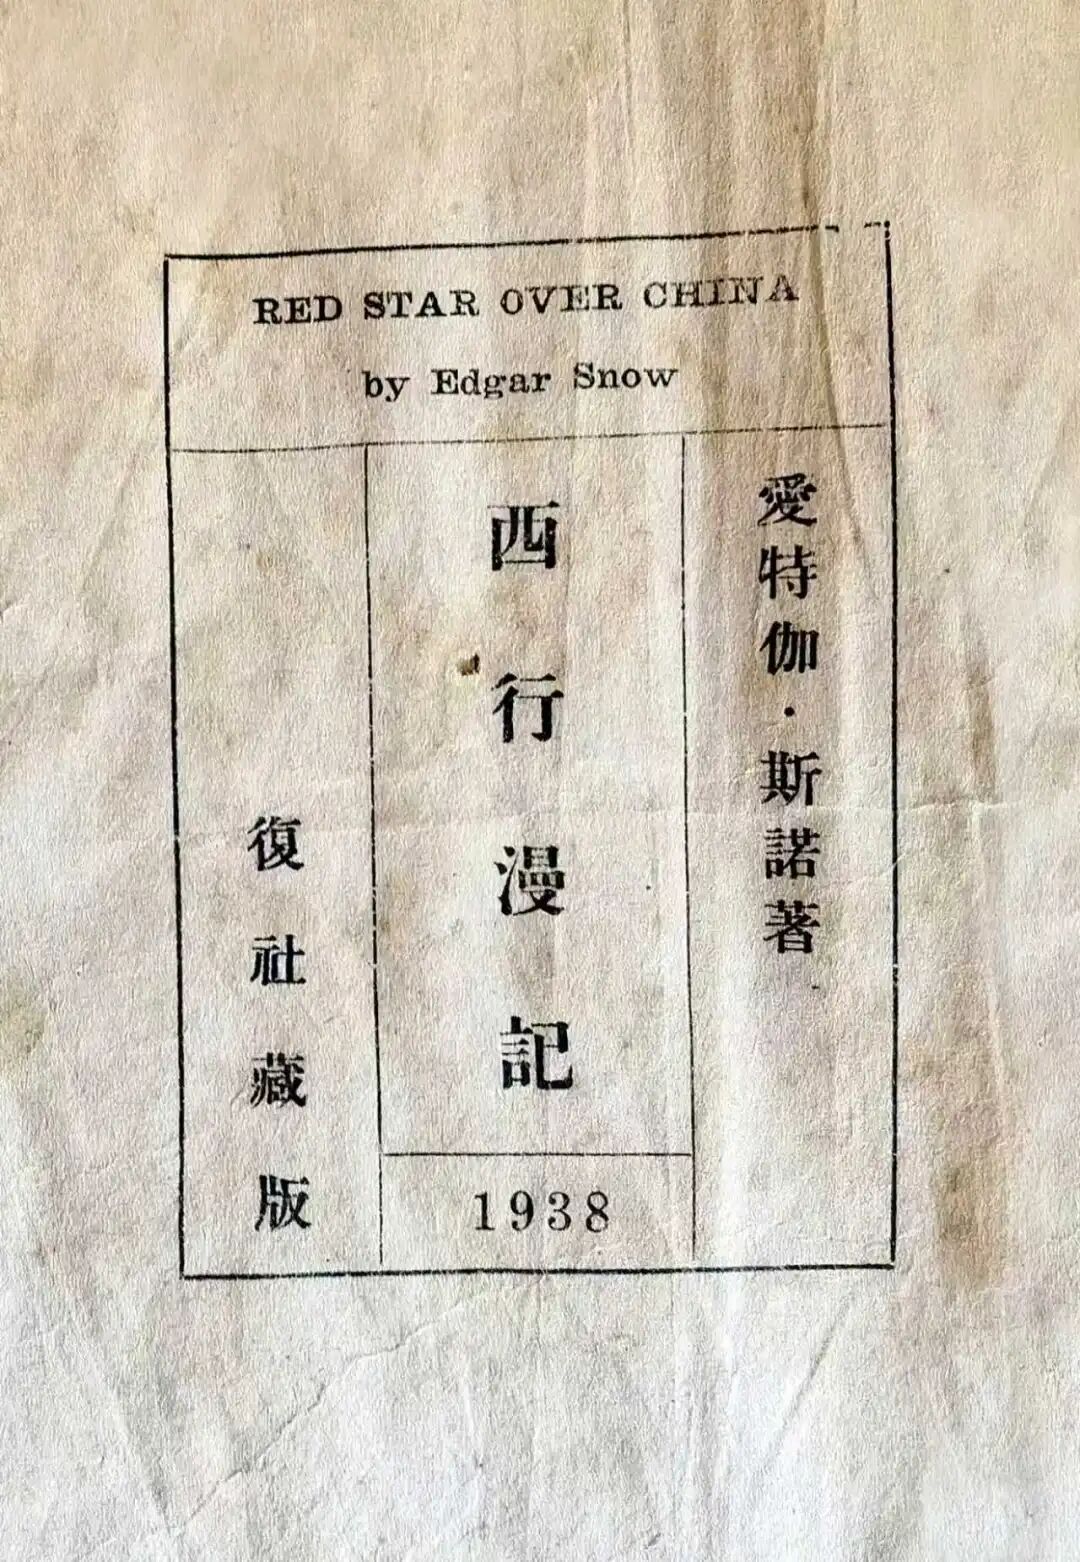 RED STAR OVER CHINA
by Edgar Snow
愛特伽·斯諾著
西行漫記
1938
復社藏版